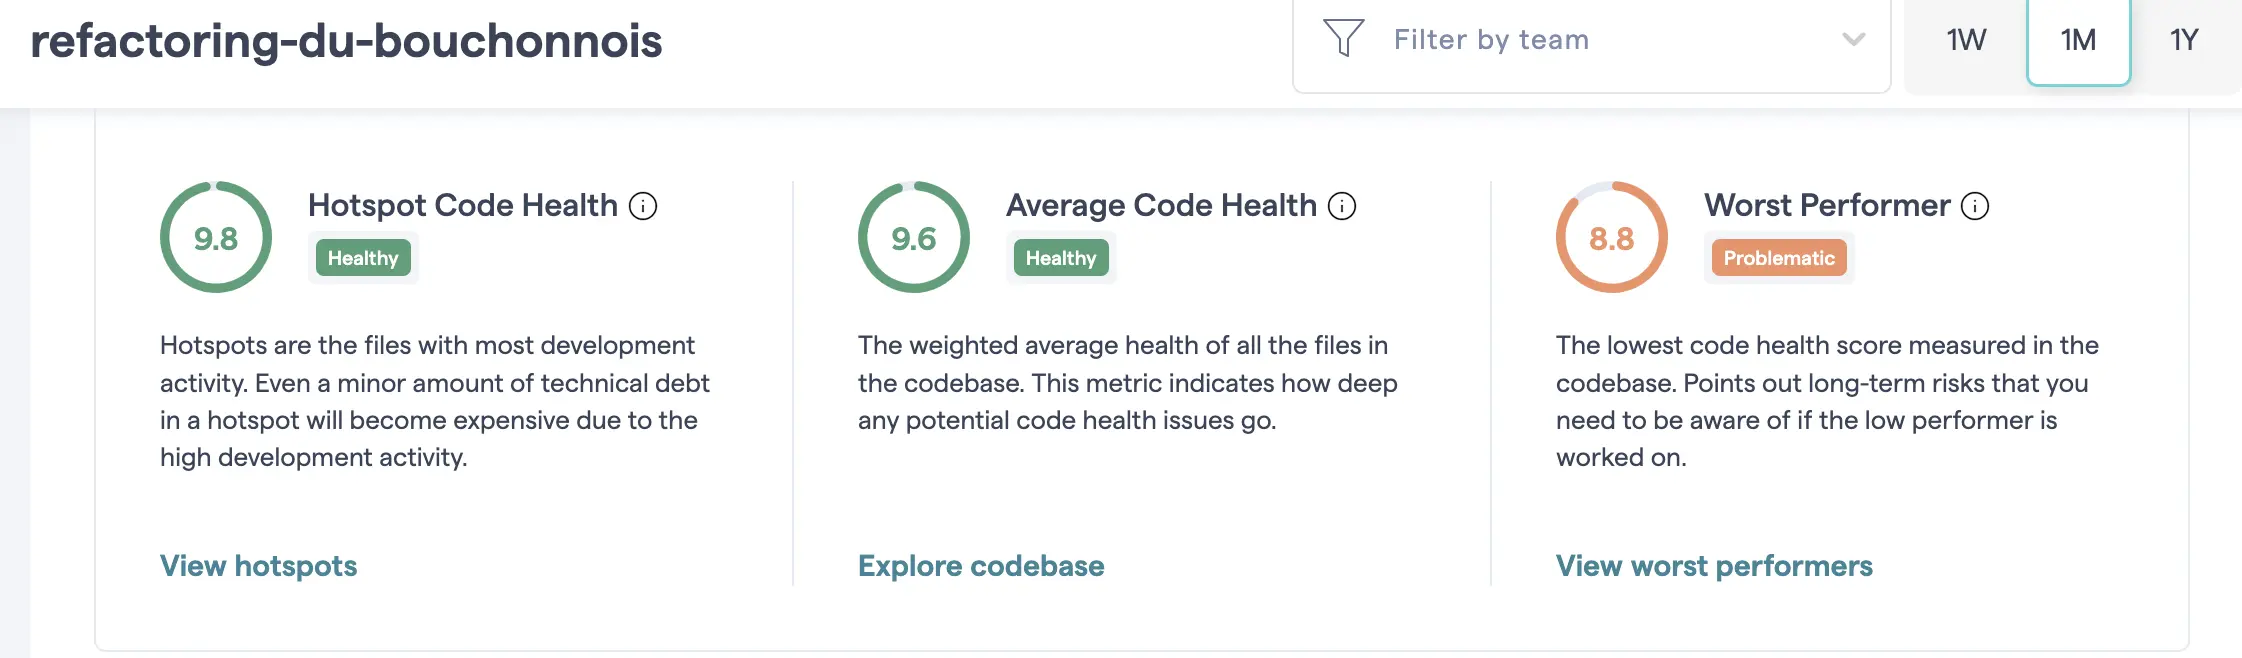 refactoring-du-bouchonnois
Filter by team
1W
1M
1Y
9.8
Hotspot Code Health
Healthy
Hotspots are the files with most development
activity. Even a minor amount of technical debt
in a hotspot will become expensive due to the
high development activity.
View hotspots
9.6
Average Code Health
Healthy
The weighted average health of all the files in
the codebase. This metric indicates how deep
any potential code health issues go.
Explore codebase
8.8
Worst Performer
Problematic
The lowest code health score measured in the
codebase. Points out long-term risks that you
need to be aware of if the low performer is
worked on.
View worst performers